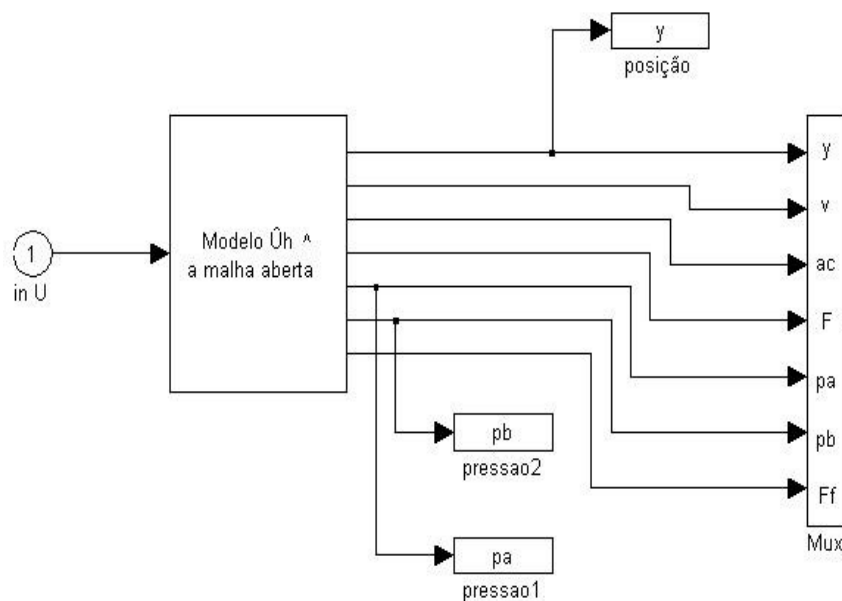 y
posição
1
in U
Modelo Ûh ^
a malha aberta
y
v
ac
F
pa
pb
Ff
Mux
pb
pressao2
pa
pressao1